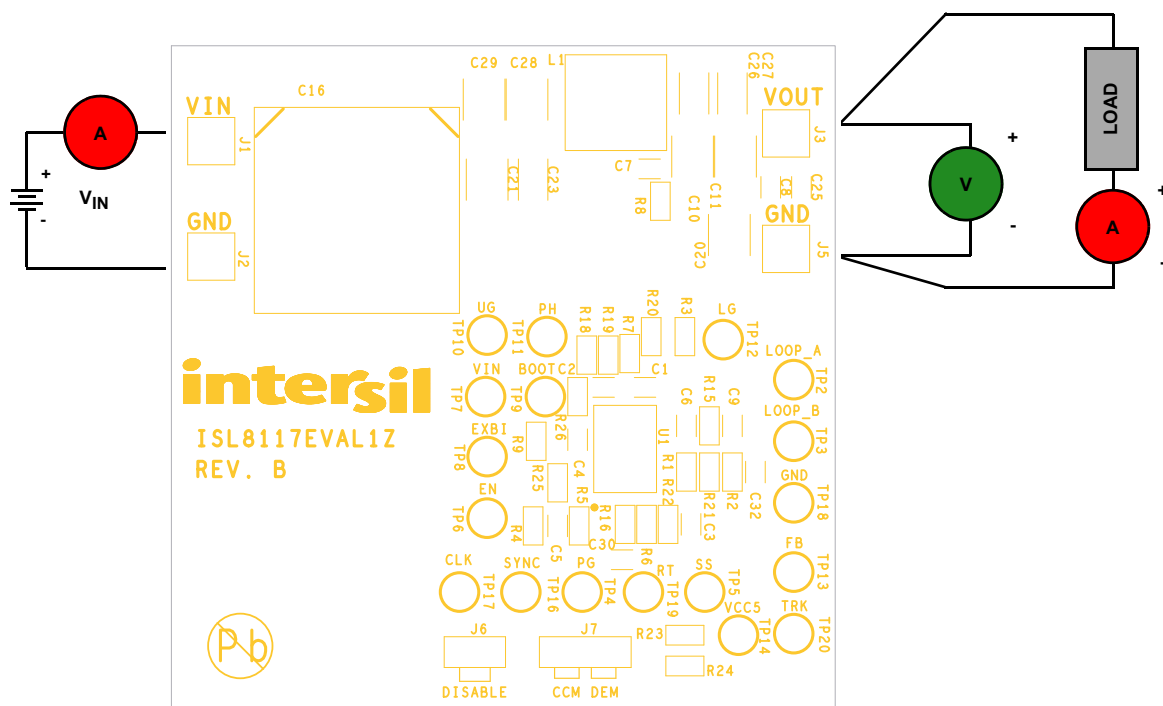 C29 C28 L1
C26
C27
C16
VIN
VOUT
J1
J3
A
+
VIN
-
LOAD
+
V
-
+
A
-
C7
C21
C23
R8
C10
C11
C8
C25
GND
GND
J2
C20
J5
UG
PH
TP10
TP11
R18
R19
R7
R20
R3
LG
TP12
LOOP_A
TP2
VIN
BOOT
C2
C1
TP7
TP9
intersil
ISL8117EVAL1Z
REV. B
EXBI
TP8
R9
R26
C4
U1
C6
R15
C9
LOOP_B
TP3
EN
TP6
R25
R5
R1
R22
R21
R2
C32
GND
TP18
R4
C5
R16
C30
R6
C3
FB
TP13
CLK
SYNC
PG
RT
SS
TP17
TP16
TP4
TP19
TP5
VCC5
TRK
TP14
TP20
Pb
J6
J7
R23
R24
DISABLE
CCM DEM